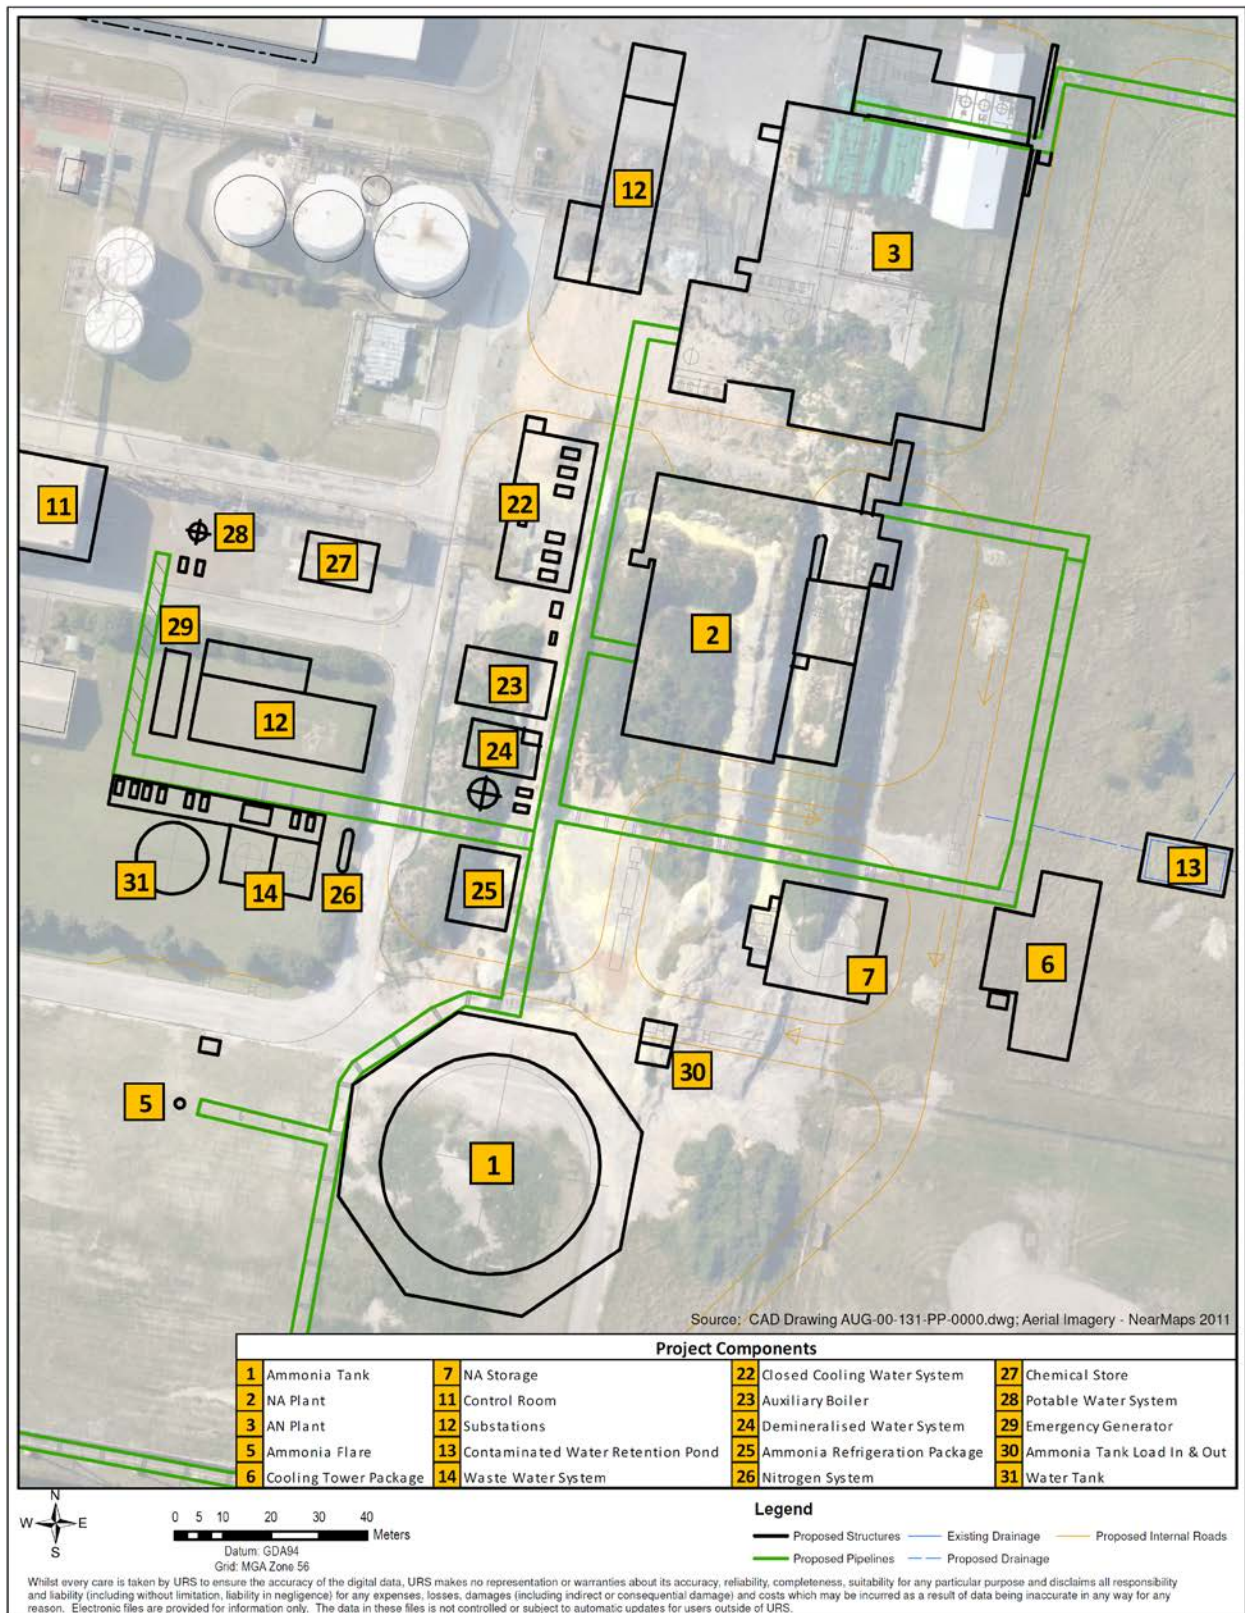 12
3
22
11
28
27
29
2
23
12
24
31
14
26
25
13
7
6
30
5
1
Source: CAD Drawing AUG-00-131-PP-0000.dwg; Aerial Imagery - NearMaps 2011
Project Components
1 Ammonia Tank 7 NA Storage 22 Closed Cooling Water System 27 Chemical Store
2 NA Plant 11 Control Room 23 Auxiliary Boiler 28 Potable Water System
3 AN Plant 12 Substations 24 Demineralised Water System 29 Emergency Generator
5 Ammonia Flare 13 Contaminated Water Retention Pond 25 Ammonia Refrigeration Package 30 Ammonia Tank Load In & Out
6 Cooling Tower Package 14 Waste Water System 26 Nitrogen System 31 Water Tank
N
W E
S
0 5 10 20 30 40
Meters
Datum: GDA94
Grid: MGA Zone 56
Legend
Proposed Structures Existing Drainage Proposed Internal Roads
Proposed Pipelines Proposed Drainage
Whilst every care is taken by URS to ensure the accuracy of the digital data, URS makes no representation or warranties about its accuracy, reliability, completeness, suitability for any particular purpose and disclaims all responsibility
and liability (including without limitation, liability in negligence) for any expenses, losses, damages (including indirect or consequential damage) and costs which may be incurred as a result of data being inaccurate in any way for any
reason. Electronic files are provided for information only. The data in these files is not controlled or subject to automatic updates for users outside of URS.